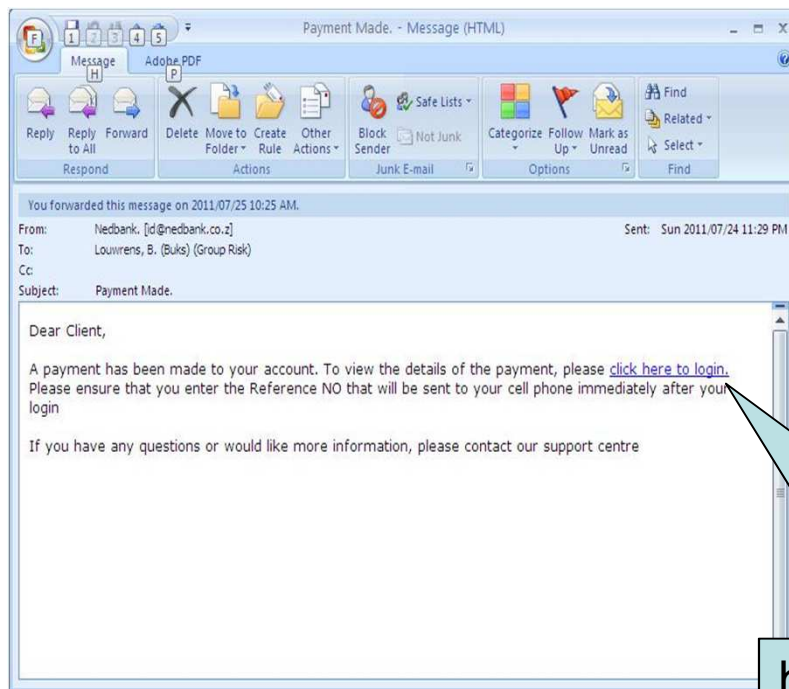 Payment Made. - Message (HTML)
F 1 2 3 4 5
Message Adobe PDF
H P
Reply Reply to All Forward
Respond
Delete Move to Folder Create Rule Other Actions
Actions
Block Sender Safe Lists Not Junk
Junk E-mail
Categorize Follow Up Mark as Unread
Options
Find Related Select
Find
You forwarded this message on 2011/07/25 10:25 AM.
From: Nedbank. [id@nedbank.co.z] Sent: Sun 2011/07/24 11:29 PM
To: Louwrens, B. (Buks) (Group Risk)
Cc:
Subject: Payment Made.
Dear Client,
A payment has been made to your account. To view the details of the payment, please click here to login.
Please ensure that you enter the Reference NO that will be sent to your cell phone immediately after your
login
If you have any questions or would like more information, please contact our support centre